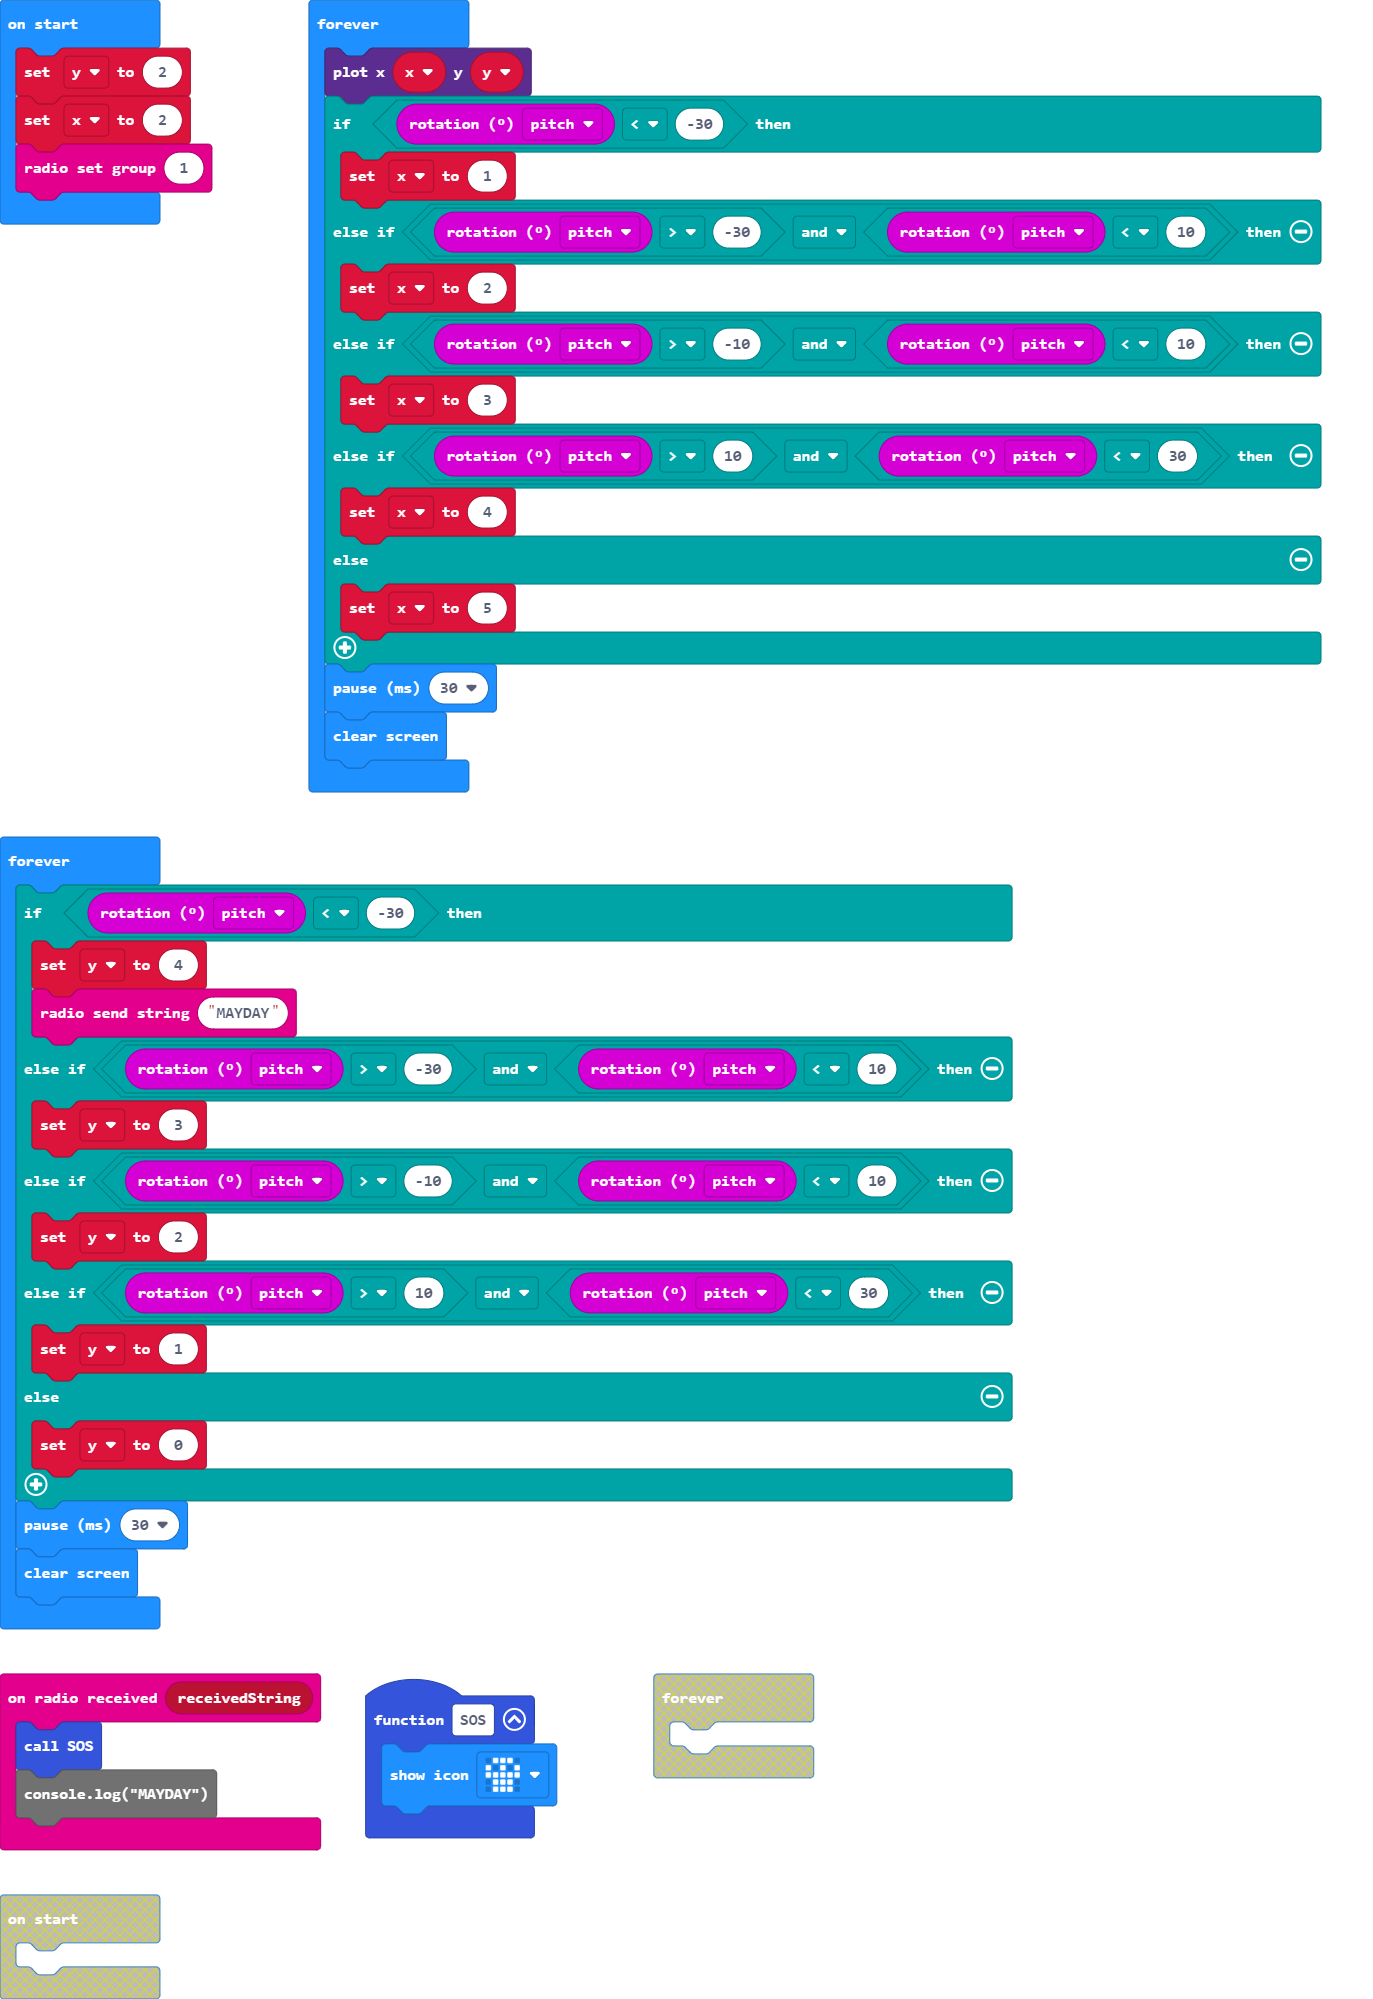 on start
set y to 2
set x to 2
radio set group 1
forever
plot x x y y
if rotation (º) pitch < -30 then
set x to 1
else if rotation (º) pitch > -30 and rotation (º) pitch < 10 then
set x to 2
else if rotation (º) pitch > -10 and rotation (º) pitch < 10 then
set x to 3
else if rotation (º) pitch > 10 and rotation (º) pitch < 30 then
set x to 4
else
set x to 5
pause (ms) 30
clear screen
forever
if rotation (º) pitch < -30 then
set y to 4
radio send string "MAYDAY"
else if rotation (º) pitch > -30 and rotation (º) pitch < 10 then
set y to 3
else if rotation (º) pitch > -10 and rotation (º) pitch < 10 then
set y to 2
else if rotation (º) pitch > 10 and rotation (º) pitch < 30 then
set y to 1
else
set y to 0
pause (ms) 30
clear screen
on radio received receivedString
call SOS
console.log("MAYDAY")
function SOS
show icon
forever
on start